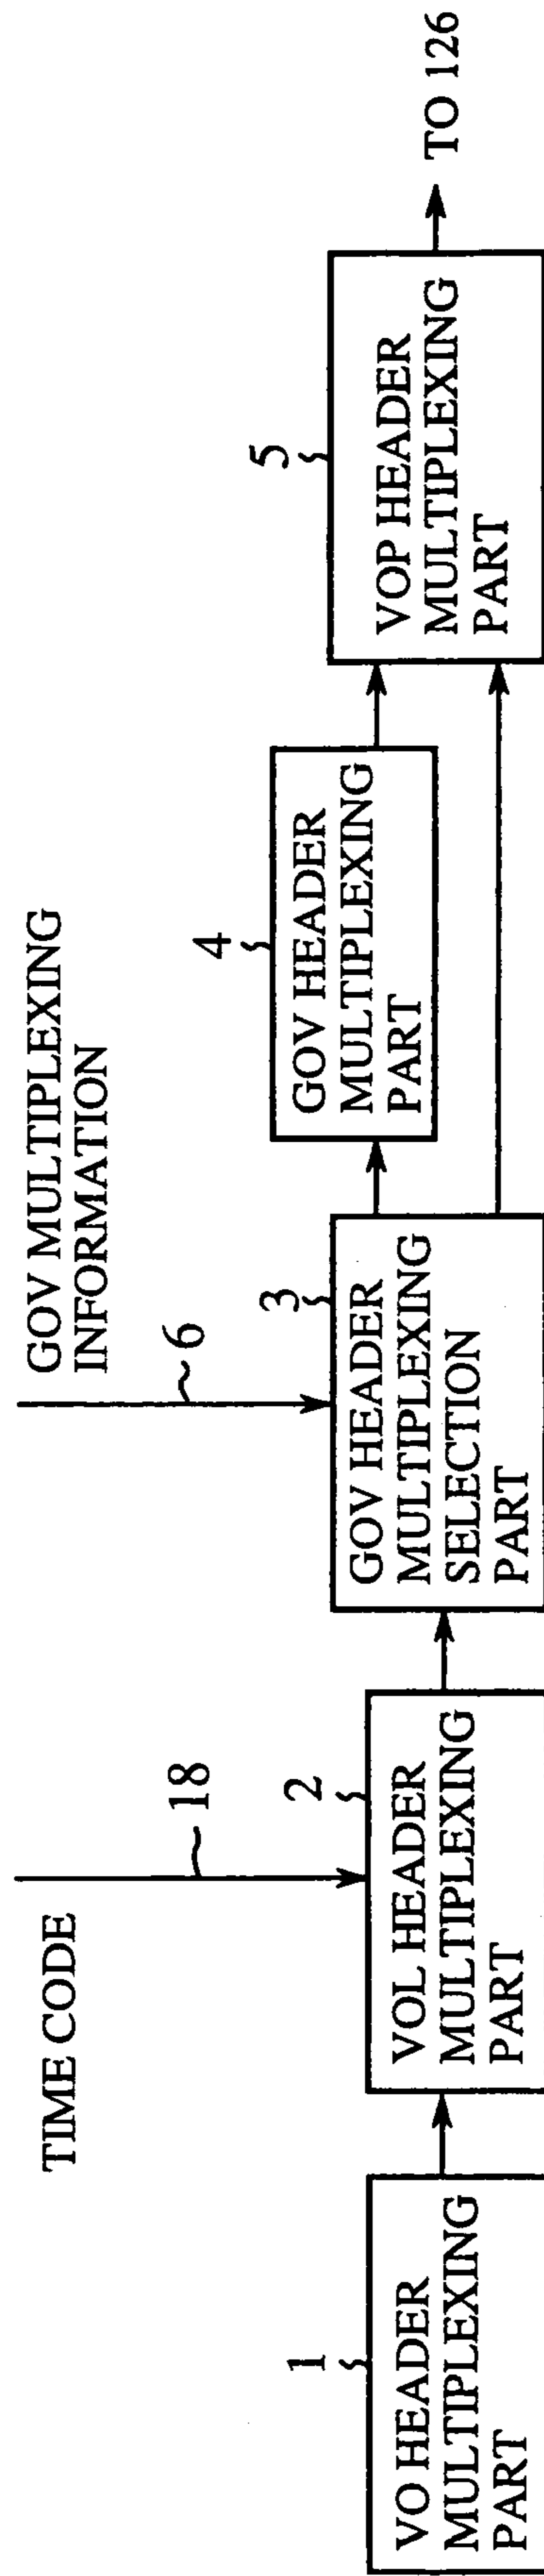 TIME CODE
18
GOV MULTIPLEXING
INFORMATION
6
1
VO HEADER
MULTIPLEXING
PART
2
VOL HEADER
MULTIPLEXING
PART
3
GOV HEADER
MULTIPLEXING
SELECTION
PART
4
GOV HEADER
MULTIPLEXING
PART
5
VOP HEADER
MULTIPLEXING
PART
TO 126